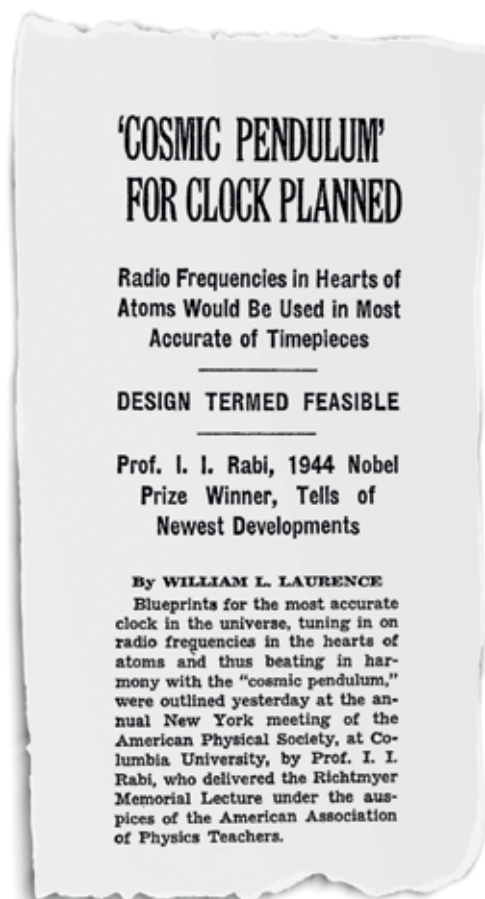 ‘COSMIC PENDULUM’
FOR CLOCK PLANNED
Radio Frequencies in Hearts of
Atoms Would Be Used in Most
Accurate of Timepieces
DESIGN TERMED FEASIBLE
Prof. I. I. Rabi, 1944 Nobel
Prize Winner, Tells of
Newest Developments
By WILLIAM L. LAURENCE
Blueprints for the most accurate
clock in the universe, tuning in on
radio frequencies in the hearts of
atoms and thus beating in har-
mony with the “cosmic pendulum,”
were outlined yesterday at the an-
nual New York meeting of the
American Physical Society, at Co-
lumbia University, by Prof. I. I.
Rabi, who delivered the Richtmyer
Memorial Lecture under the aus-
pices of the American Association
of Physics Teachers.